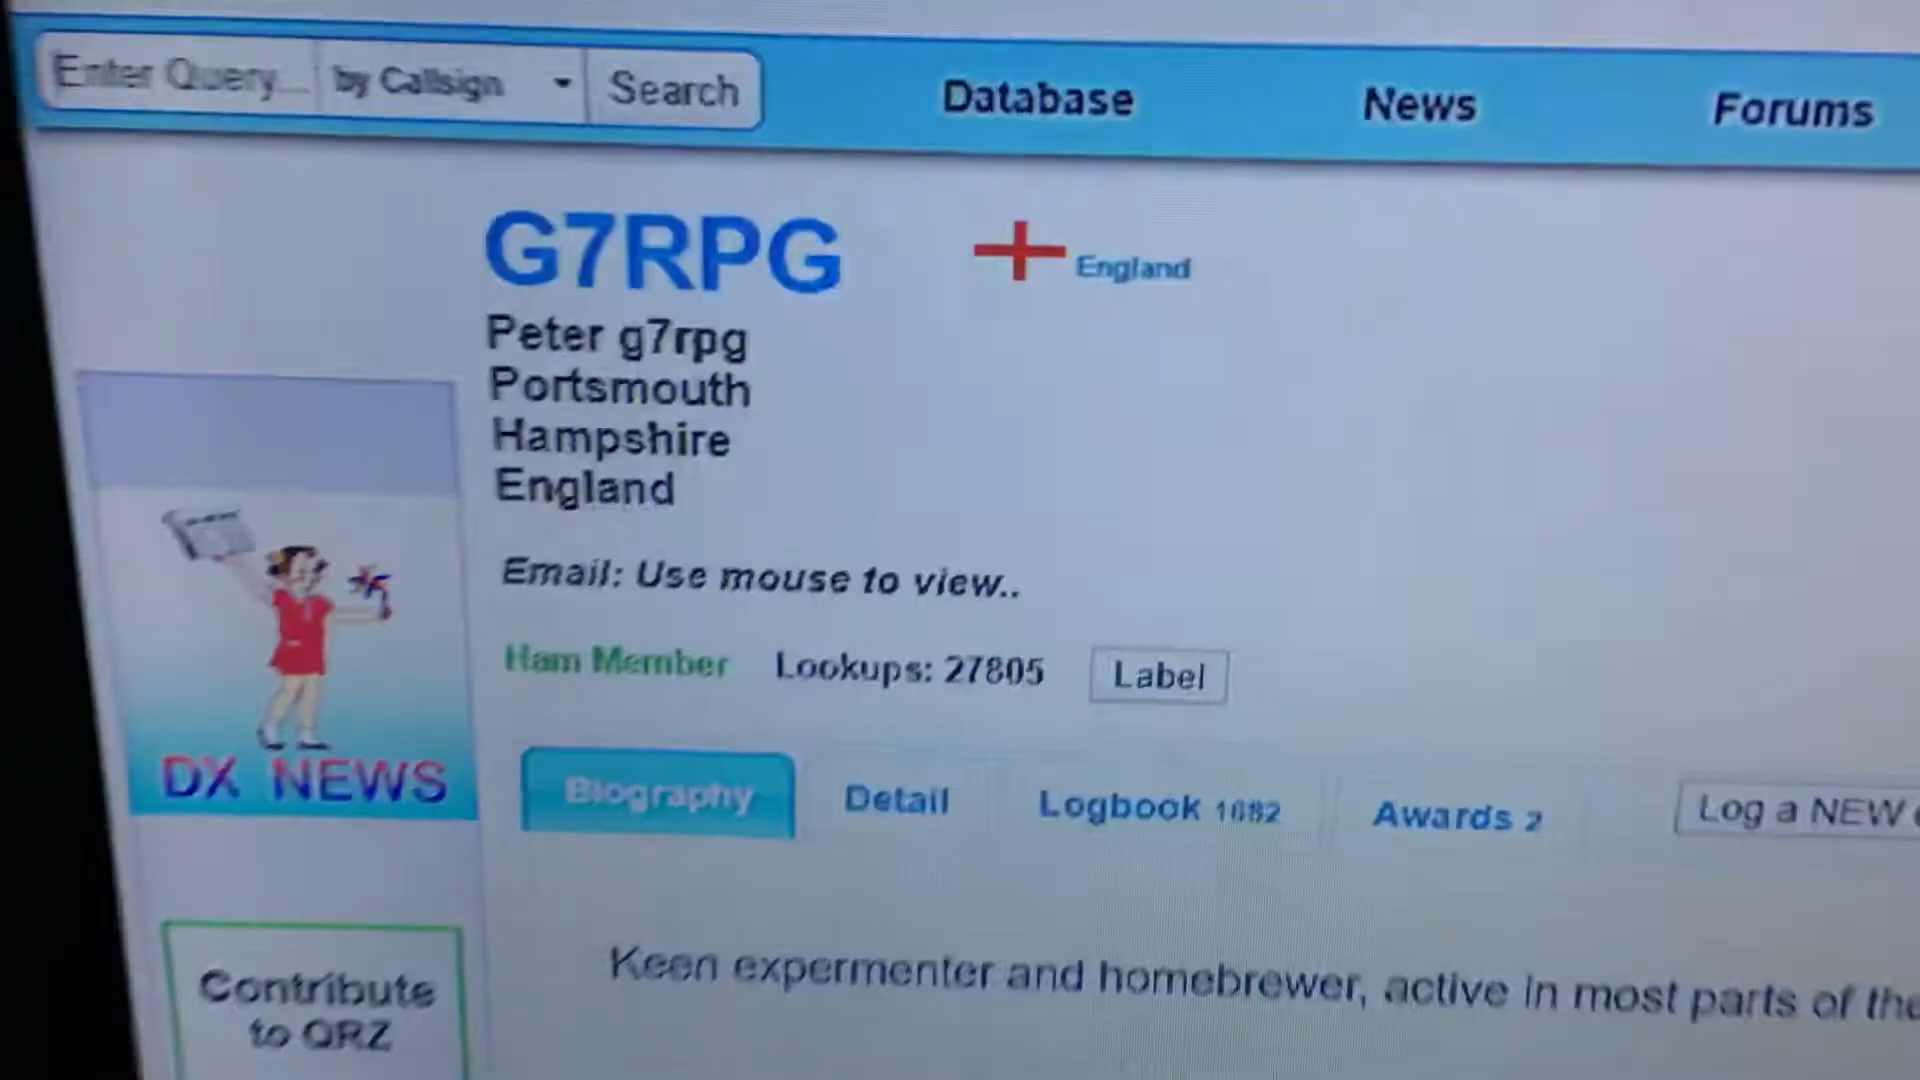 Enter Query... by Callsign Search Database News Forums
G7RPG England
Peter g7rpg
Portsmouth
Hampshire
England
Email: Use mouse to view..
Ham Member Lookups: 27805 Label
DX NEWS
Biography Detail Logbook Awards 2 Log a NEW
Contribute
to QRZ
Keen expermenter and homebrewer, active in most parts of the